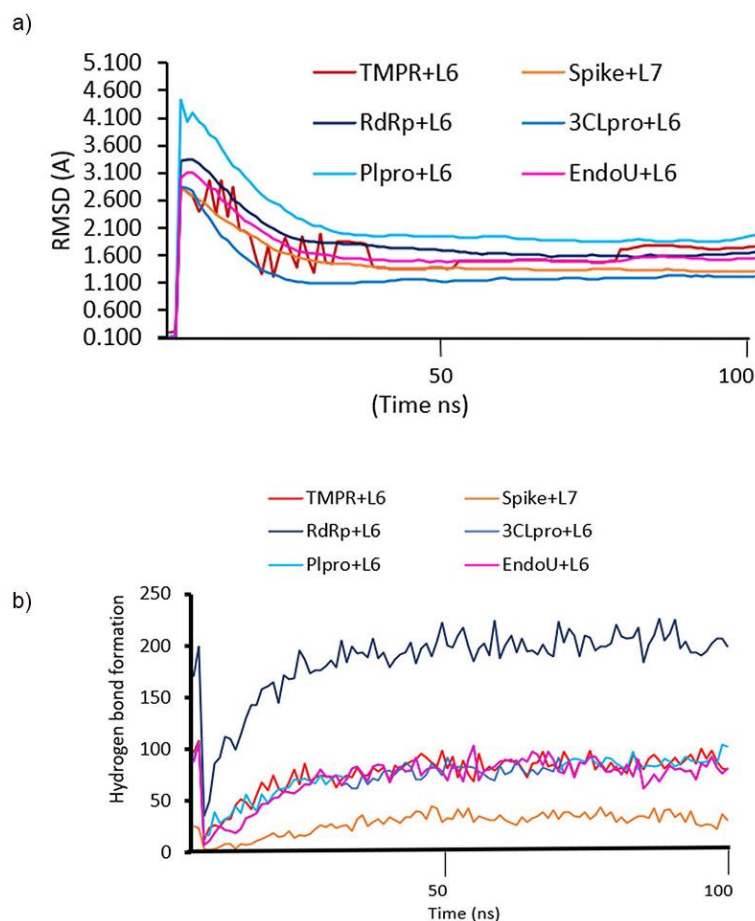 a)
TMPR+L6 Spike+L7
RdRp+L6 3CLpro+L6
Plpro+L6 EndoU+L6
RMSD (A)
5.100
4.600
4.100
3.600
3.100
2.600
2.100
1.600
1.100
0.600
0.100
50 100
(Time ns)
b)
TMPR+L6 Spike+L7
RdRp+L6 3CLpro+L6
Plpro+L6 EndoU+L6
Hydrogen bond formation
250
200
150
100
50
0
50 100
Time (ns)